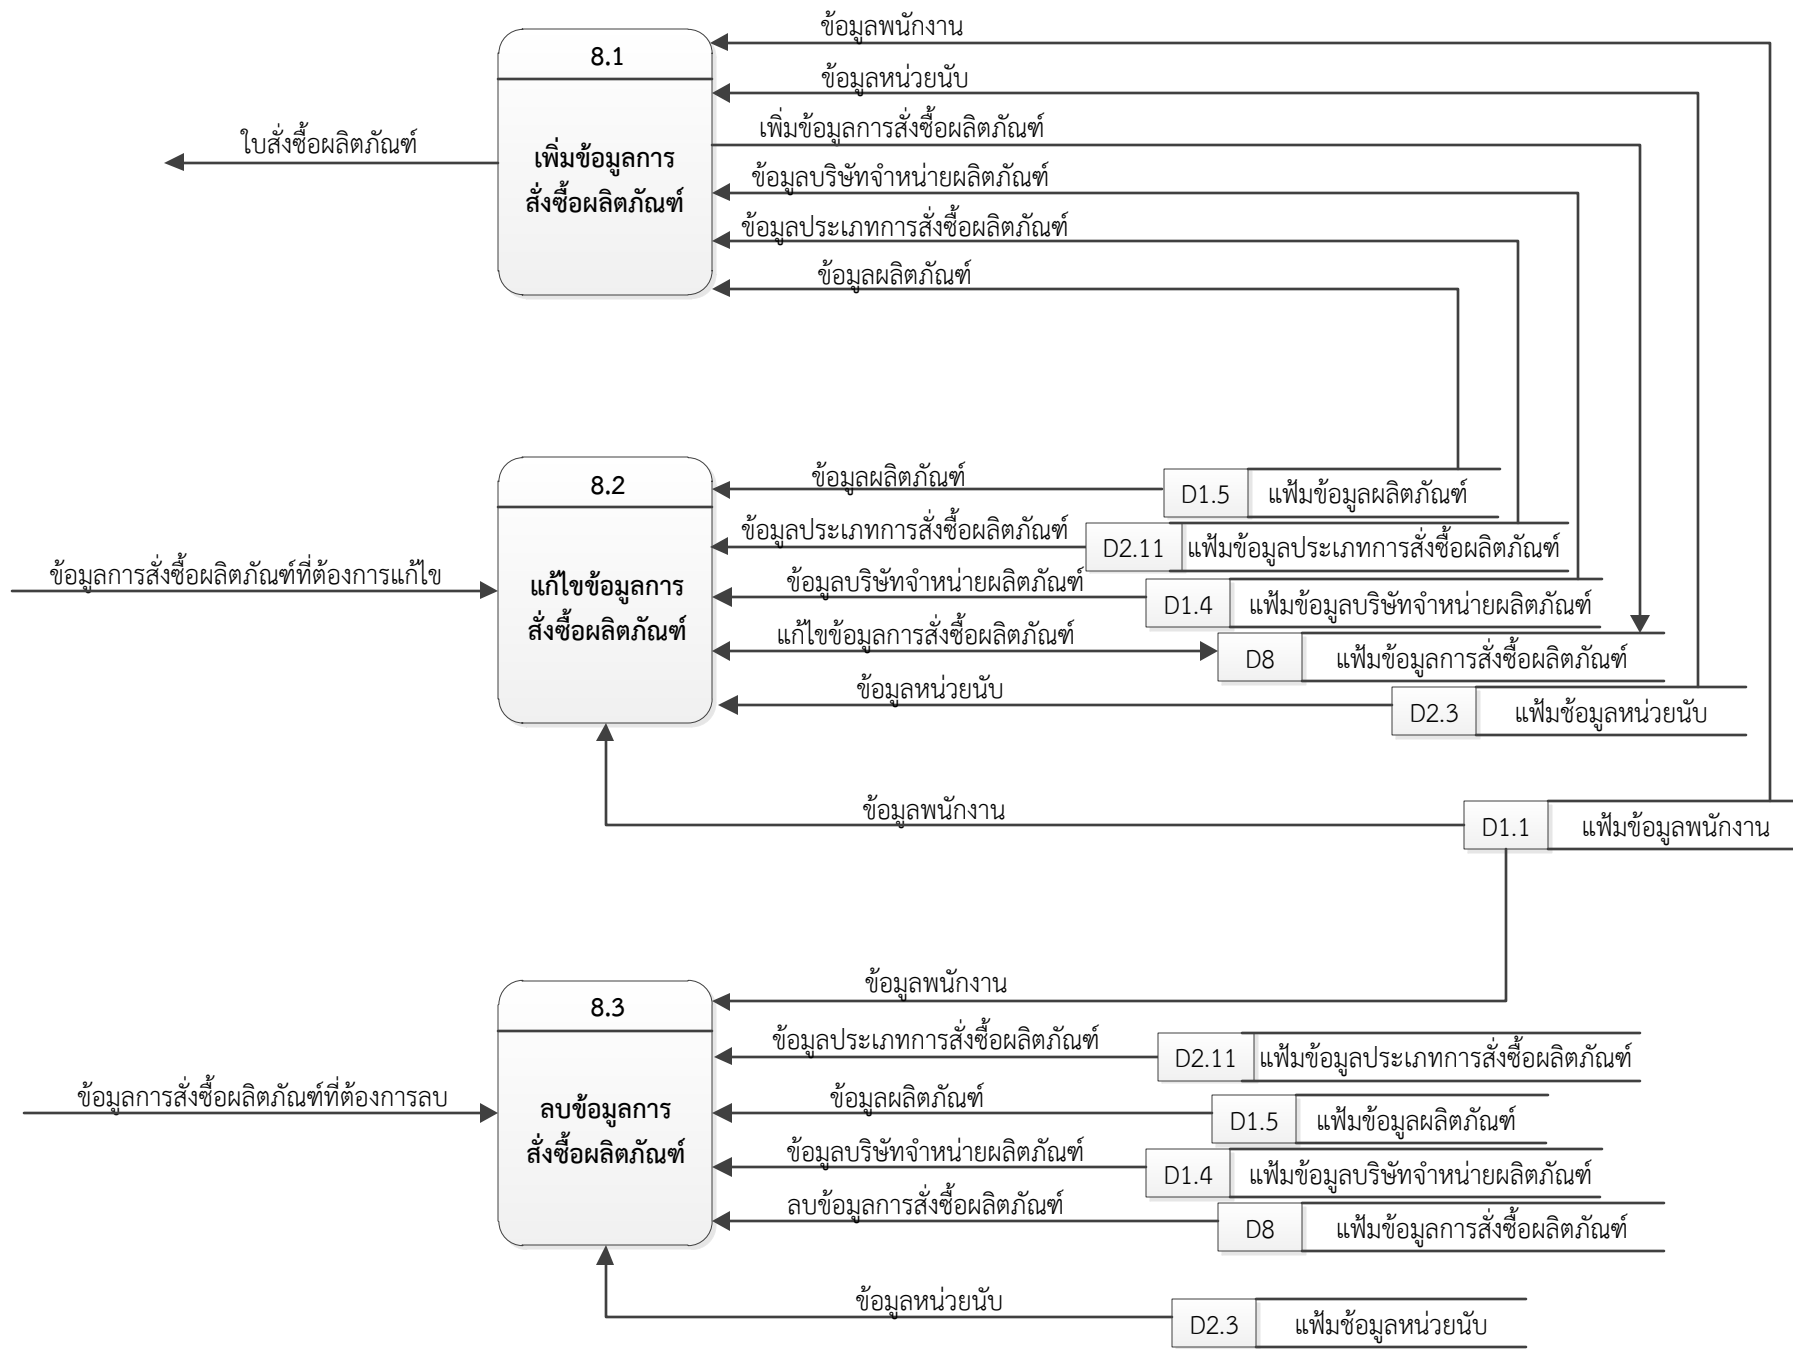 ข้อมูลพนักงาน
8.1
ข้อมูลหน่วยนับ
เพิ่มข้อมูลการสั่งซื้อผลิตภัณฑ์
ใบสั่งซื้อผลิตภัณฑ์
เพิ่มข้อมูลการ
สั่งซื้อผลิตภัณฑ์
ข้อมูลบริษัทจำหน่ายผลิตภัณฑ์
ข้อมูลประเภทการสั่งซื้อผลิตภัณฑ์
ข้อมูลผลิตภัณฑ์
8.2
ข้อมูลผลิตภัณฑ์
D1.5 แฟ้มข้อมูลผลิตภัณฑ์
ข้อมูลประเภทการสั่งซื้อผลิตภัณฑ์
D2.11 แฟ้มข้อมูลประเภทการสั่งซื้อผลิตภัณฑ์
ข้อมูลการสั่งซื้อผลิตภัณฑ์ที่ต้องการแก้ไข
แก้ไขข้อมูลการ
สั่งซื้อผลิตภัณฑ์
ข้อมูลบริษัทจำหน่ายผลิตภัณฑ์
D1.4 แฟ้มข้อมูลบริษัทจำหน่ายผลิตภัณฑ์
แก้ไขข้อมูลการสั่งซื้อผลิตภัณฑ์
D8 แฟ้มข้อมูลการสั่งซื้อผลิตภัณฑ์
ข้อมูลหน่วยนับ
D2.3 แฟ้มช้อมูลหน่วยนับ
ข้อมูลพนักงาน
D1.1 แฟ้มข้อมูลพนักงาน
ข้อมูลพนักงาน
8.3
ข้อมูลประเภทการสั่งซื้อผลิตภัณฑ์
D2.11 แฟ้มข้อมูลประเภทการสั่งซื้อผลิตภัณฑ์
ข้อมูลการสั่งซื้อผลิตภัณฑ์ที่ต้องการลบ
ลบข้อมูลการ
สั่งซื้อผลิตภัณฑ์
ข้อมูลผลิตภัณฑ์
D1.5 แฟ้มข้อมูลผลิตภัณฑ์
ข้อมูลบริษัทจำหน่ายผลิตภัณฑ์
D1.4 แฟ้มข้อมูลบริษัทจำหน่ายผลิตภัณฑ์
ลบข้อมูลการสั่งซื้อผลิตภัณฑ์
D8 แฟ้มข้อมูลการสั่งซื้อผลิตภัณฑ์
ข้อมูลหน่วยนับ
D2.3 แฟ้มช้อมูลหน่วยนับ